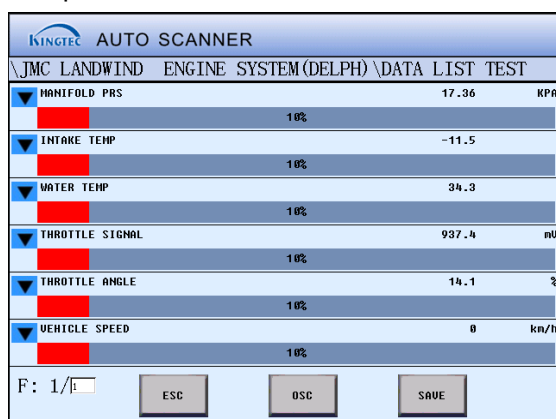 KINGTEC AUTO SCANNER
\JMC LANDWIND ENGINE SYSTEM(DELPH)\DATA LIST TEST
MANIFOLD PRS 17.36 KPA
10%
INTAKE TEMP -11.5
10%
WATER TEMP 34.3
10%
THROTTLE SIGNAL 937.4 mV
10%
THROTTLE ANGLE 14.1 %
10%
VEHICLE SPEED 0 km/h
10%
F: 1/1
ESC OSC SAVE